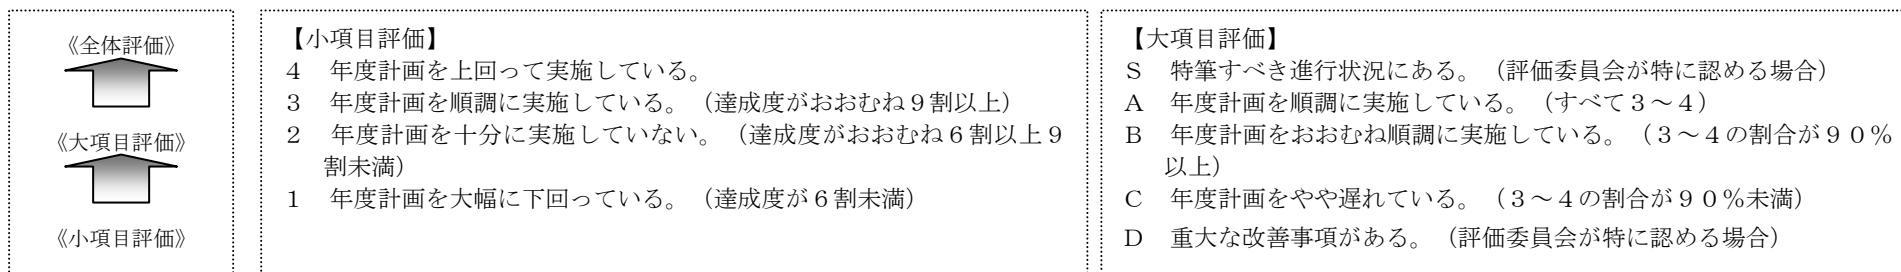 《全体評価》
《大項目評価》
《小項目評価》
【小項目評価】
４　年度計画を上回って実施している。
３　年度計画を順調に実施している。（達成度がおおむね９割以上）
２　年度計画を十分に実施していない。（達成度がおおむね６割以上９
割未満）
１　年度計画を大幅に下回っている。（達成度が６割未満）
【大項目評価】
Ｓ　特筆すべき進行状況にある。（評価委員会が特に認める場合）
Ａ　年度計画を順調に実施している。（すべて３～４）
Ｂ　年度計画をおおむね順調に実施している。（３～４の割合が９０％
以上）
Ｃ　年度計画をやや遅れている。（３～４の割合が９０％未満）
Ｄ　重大な改善事項がある。（評価委員会が特に認める場合）